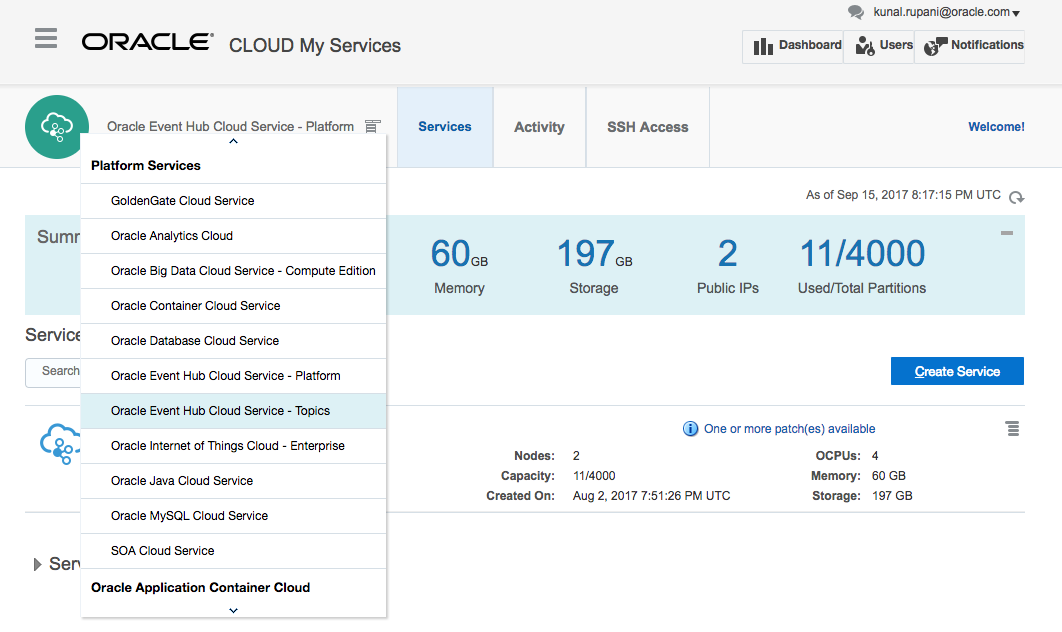 kunal.rupani@oracle.com
ORACLE® CLOUD My Services
Dashboard
Users
Notifications
Oracle Event Hub Cloud Service - Platform
Services
Activity
SSH Access
Welcome!
As of Sep 15, 2017 8:17:15 PM UTC
Summ
60 GB
Memory
197 GB
Storage
2
Public IPs
11/4000
Used/Total Partitions
Platform Services
GoldenGate Cloud Service
Oracle Analytics Cloud
Oracle Big Data Cloud Service - Compute Edition
Oracle Container Cloud Service
Oracle Database Cloud Service
Oracle Event Hub Cloud Service - Platform
Oracle Event Hub Cloud Service - Topics
Oracle Internet of Things Cloud - Enterprise
Oracle Java Cloud Service
Oracle MySQL Cloud Service
SOA Cloud Service
Oracle Application Container Cloud
Service
Search
Create Service
One or more patch(es) available
Nodes: 2
OCPUs: 4
Capacity: 11/4000
Memory: 60 GB
Created On: Aug 2, 2017 7:51:26 PM UTC
Storage: 197 GB
Serv